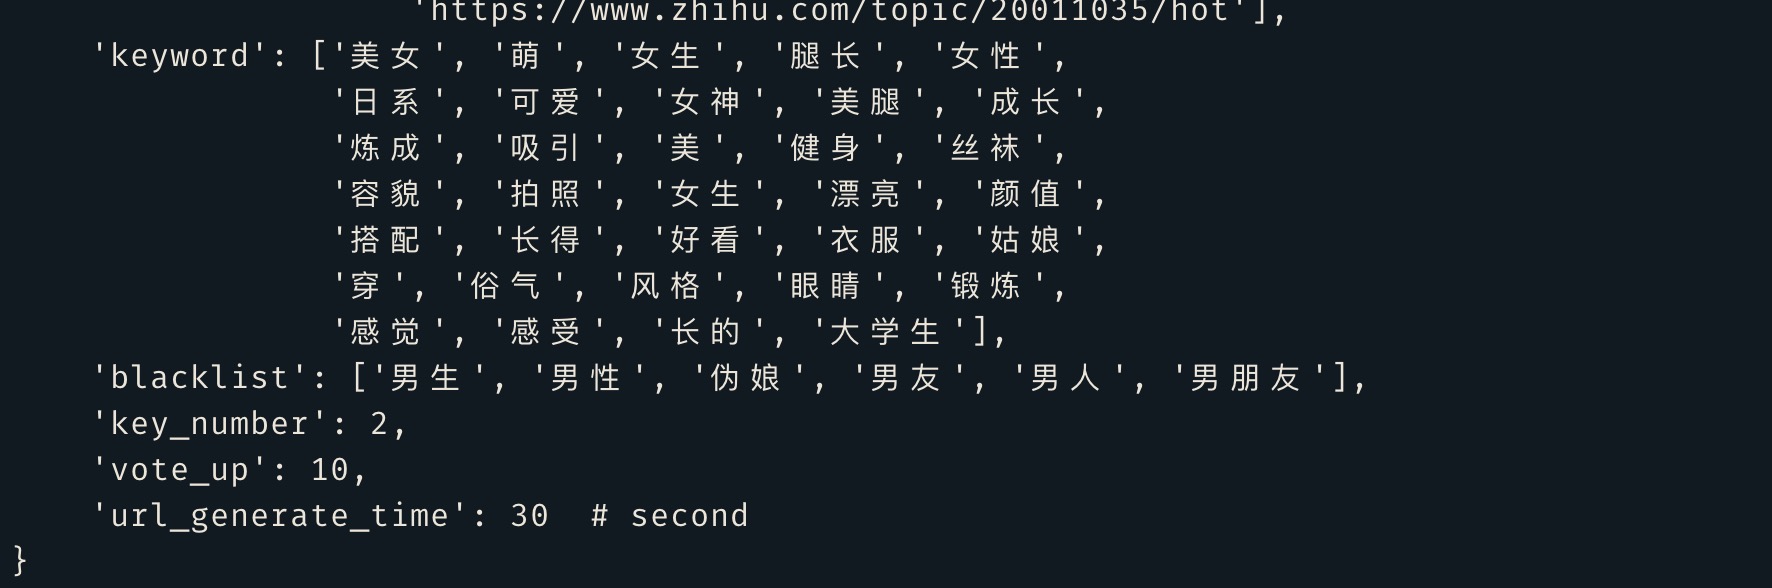 'https://www.zhihu.com/topic/20011035/hot'],
'keyword': ['美女', '萌', '女生', '腿长', '女性',
'日系', '可爱', '女神', '美腿', '成长',
'炼成', '吸引', '美', '健身', '丝袜',
'容貌', '拍照', '女生', '漂亮', '颜值',
'搭配', '长得', '好看', '衣服', '姑娘',
'穿', '俗气', '风格', '眼睛', '锻炼',
'感觉', '感受', '长的', '大学生'],
'blacklist': ['男生', '男性', '伪娘', '男友', '男人', '男朋友'],
'key_number': 2,
'vote_up': 10,
'url_generate_time': 30  # second
}